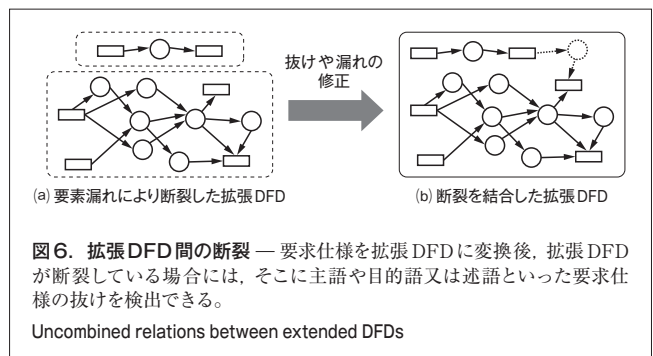 抜けや漏れの
修正
(a) 要素漏れにより断裂した拡張DFD
(b) 断裂を結合した拡張DFD
図6. 拡張DFD間の断裂 — 要求仕様を拡張DFDに変換後，拡張DFD
が断裂している場合には，そこに主語や目的語又は述語といった要求仕
様の抜けを検出できる。
Uncombined relations between extended DFDs